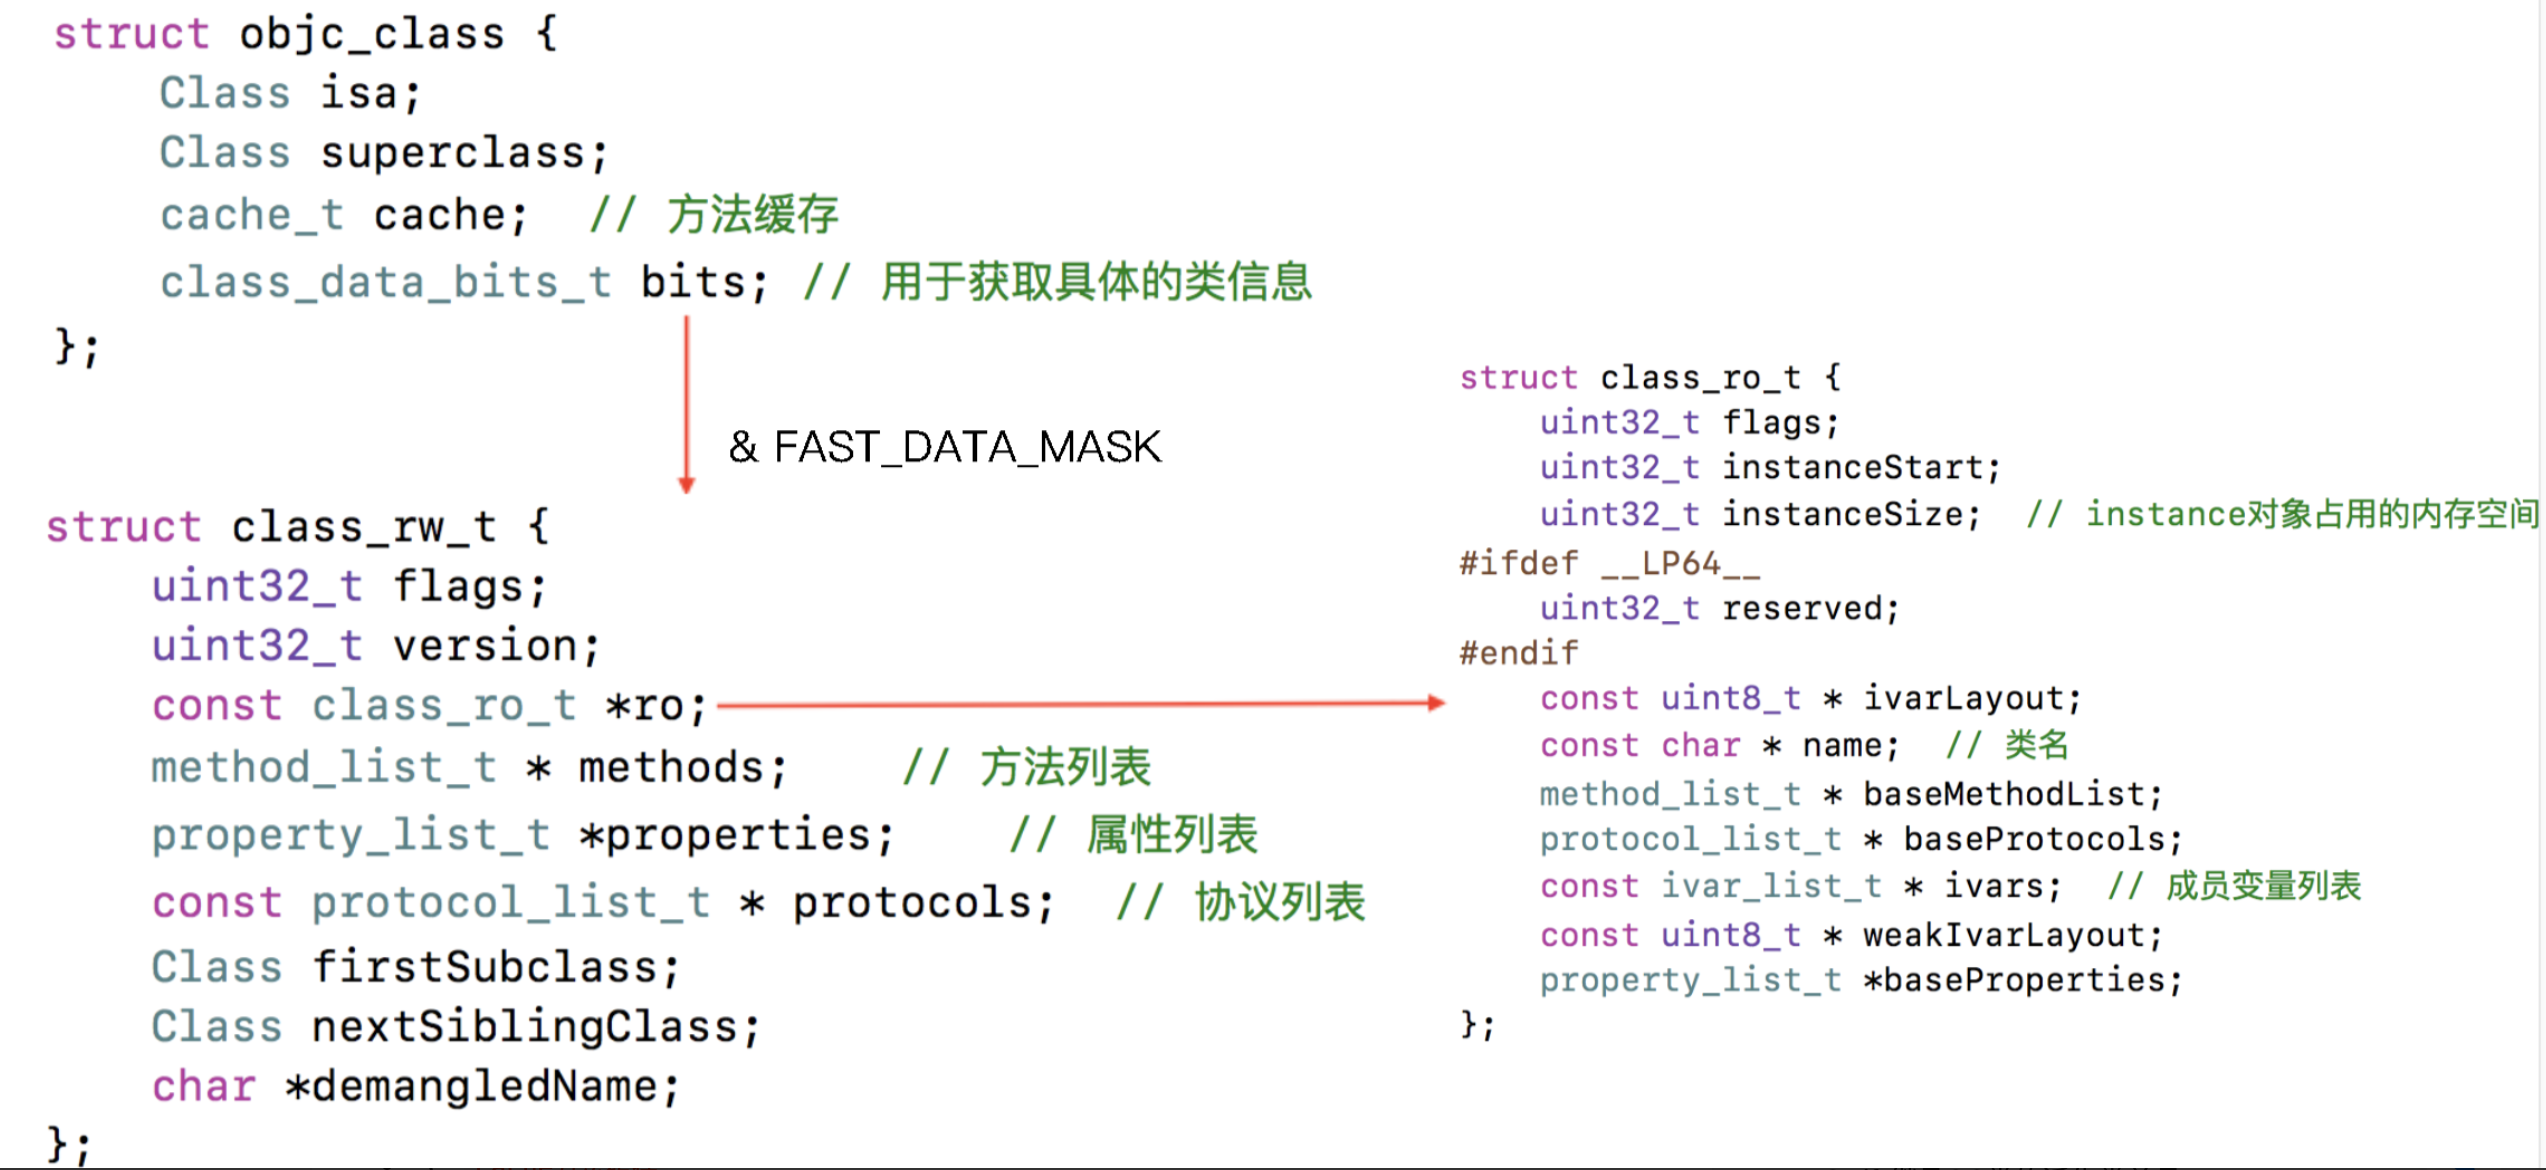 struct objc_class {
Class isa;
Class superclass;
cache_t cache; // 方法缓存
class_data_bits_t bits; // 用于获取具体的类信息
};
& FAST_DATA_MASK
struct class_rw_t {
uint32_t flags;
uint32_t version;
const class_ro_t *ro;
method_list_t * methods; // 方法列表
property_list_t *properties; // 属性列表
const protocol_list_t * protocols; // 协议列表
Class firstSubclass;
Class nextSiblingClass;
char *demangledName;
};
struct class_ro_t {
uint32_t flags;
uint32_t instanceStart;
uint32_t instanceSize; // instance对象占用的内存空间
#ifdef __LP64__
uint32_t reserved;
#endif
const uint8_t * ivarLayout;
const char * name; // 类名
method_list_t * baseMethodList;
protocol_list_t * baseProtocols;
const ivar_list_t * ivars; // 成员变量列表
const uint8_t * weakIvarLayout;
property_list_t *baseProperties;
};